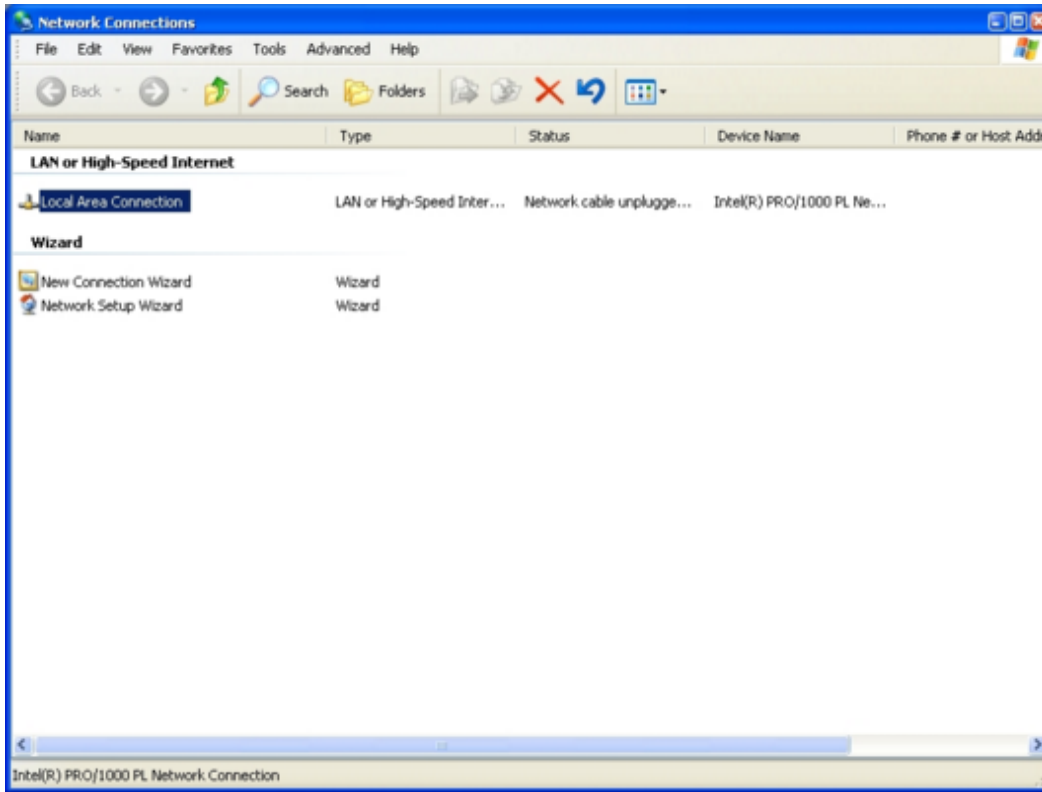 Network Connections
File Edit View Favorites Tools Advanced Help
Back Search Folders
Name Type Status Device Name Phone # or Host Addr
LAN or High-Speed Internet
Local Area Connection LAN or High-Speed Inter... Network cable unplugge... Intel(R) PRO/1000 PL Ne...
Wizard
New Connection Wizard Wizard
Network Setup Wizard Wizard
Intel(R) PRO/1000 PL Network Connection